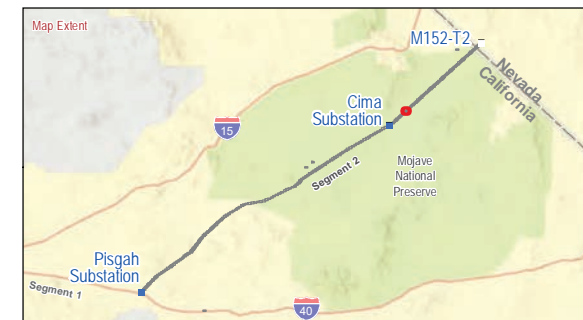 Map Extent
M152-T2
Nevada
California
Cima
Substation
15
Mojave
National
Preserve
Segment 2
Pisgah
Substation
Segment 1
40